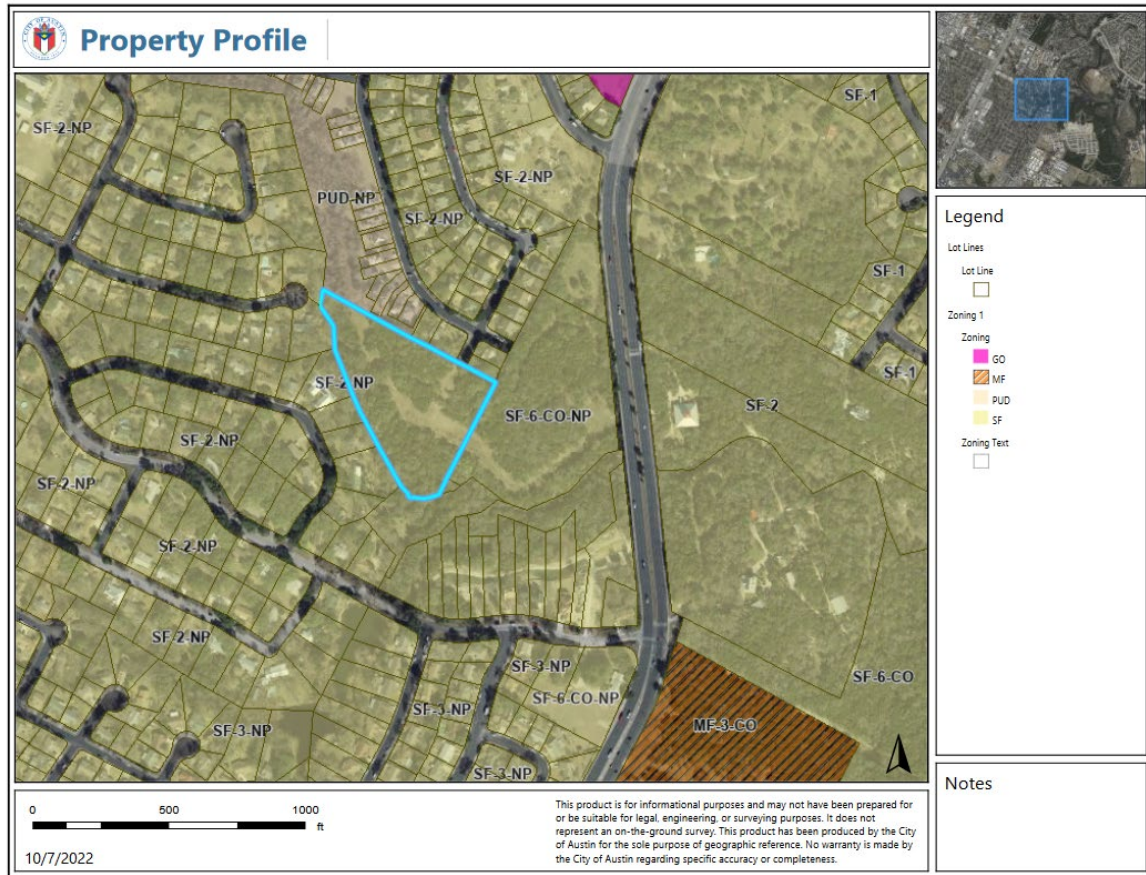 Property Profile
SF-2-NP
PUD-NP
SF-2-NP
SF-2-NP
SF-1
SF-1
SF-1
SF-2-NP
SF-6-CO-NP
SF-2
SF-2-NP
SF-2-NP
SF-2-NP
SF-2-NP
SF-3-NP
SF-3-NP
SF-3-NP
SF-6-CO-NP
SF-3-NP
SF-6-CO
MF-3-CO
Legend
Lot Lines
Lot Line
Zoning 1
Zoning
GO
MF
PUD
SF
Zoning Text
Notes
0 500 1000
ft
10/7/2022
This product is for informational purposes and may not have been prepared for
or be suitable for legal, engineering, or surveying purposes. It does not
represent an on-the-ground survey. This product has been produced by the City
of Austin for the sole purpose of geographic reference. No warranty is made by
the City of Austin regarding specific accuracy or completeness.